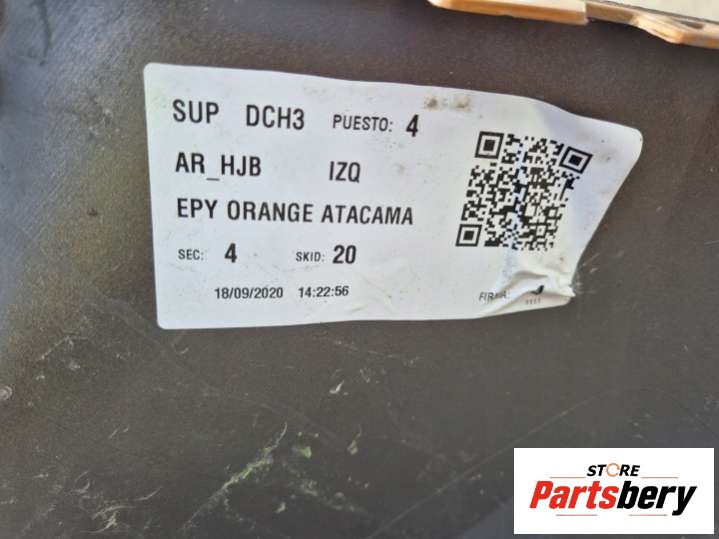 SUP DCH3 PUESTO: 4
AR_HJB IZQ
EPY ORANGE ATACAMA
SEC: 4 SKID: 20
18/09/2020 14:22:56
STORE
Partsbery